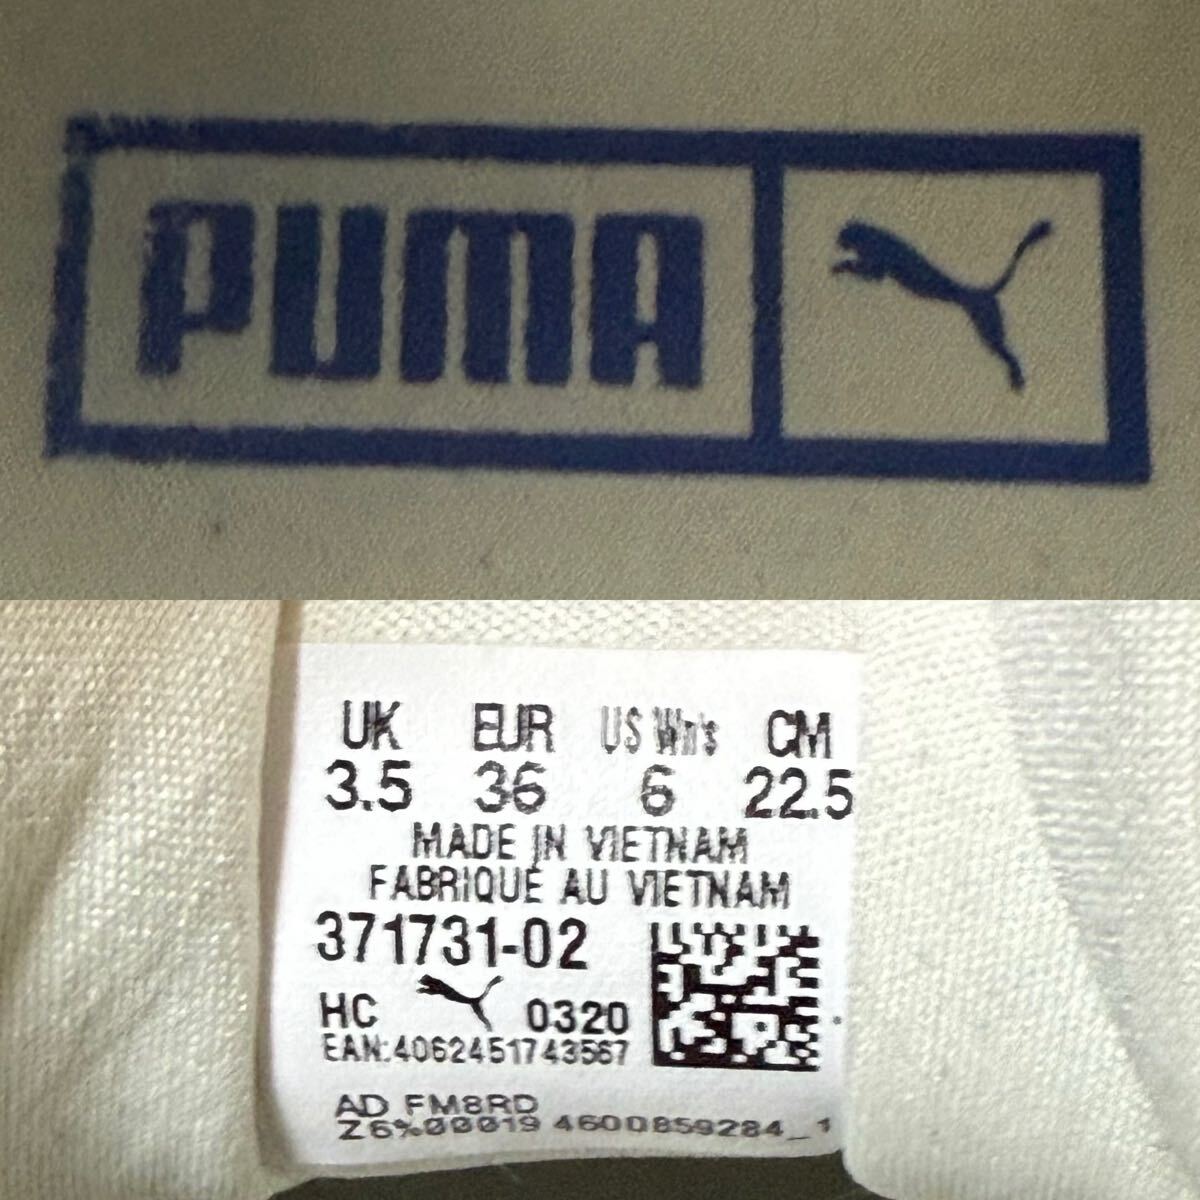 PUMA
UK EUR US Wn's CM
3.5 36 6 22.5
MADE IN VIETNAM
FABRIQUÉ AU VIETNAM
371731-02
HC 0320
EAN:4062451743567
AD FM8RD
Z6%00019 4600859284_1